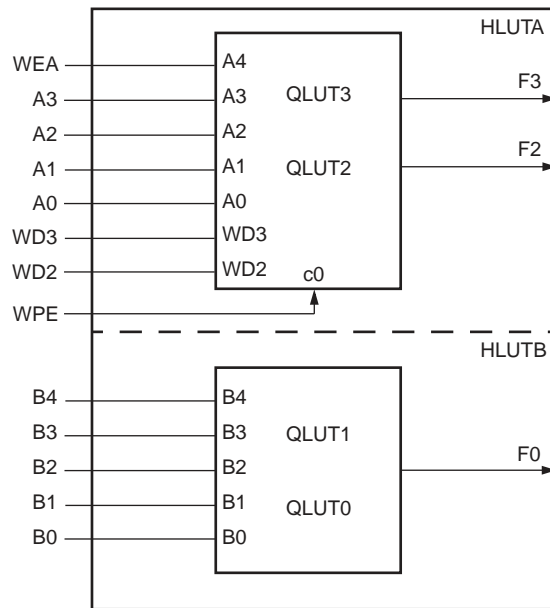 HLUTA
WEA A4
A3 A3 QLUT3 F3
A2 A2
A1 A1 QLUT2 F2
A0 A0
WD3 WD3
WD2 WD2 c0
WPE
HLUTB
B4 B4
B3 B3 QLUT1
B2 B2 F0
B1 B1 QLUT0
B0 B0